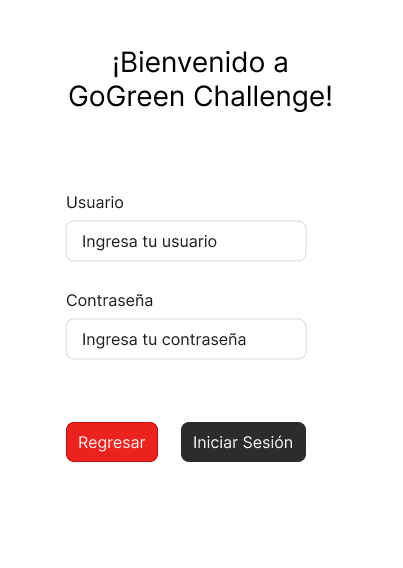 ¡Bienvenido a
GoGreen Challenge!
Usuario
Ingresa tu usuario
Contraseña
Ingresa tu contraseña
Regresar
Iniciar Sesión